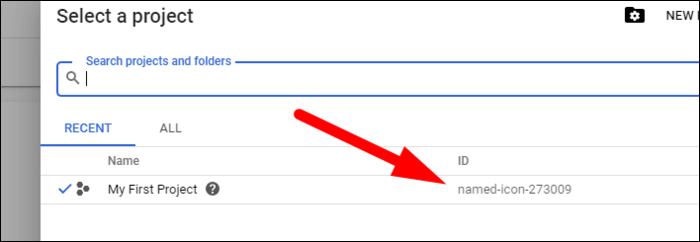 Select a project
NEW
Search projects and folders
RECENT ALL
Name ID
My First Project named-icon-273009